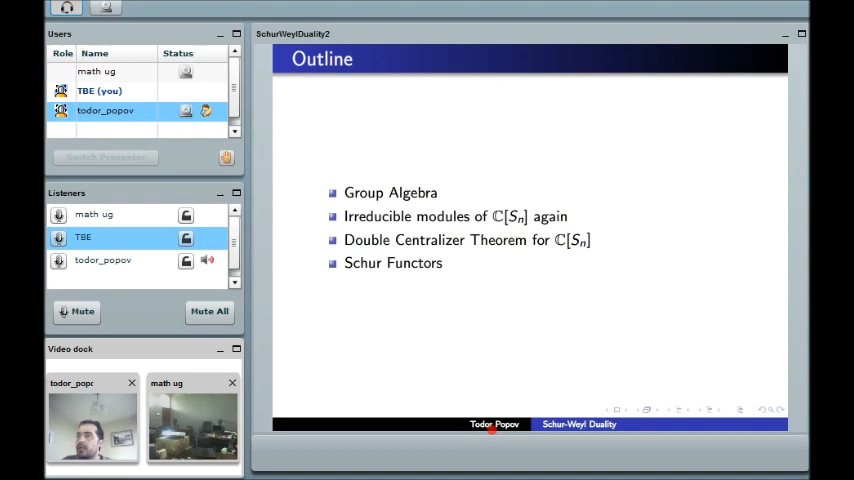 Users
Role Name Status
math ug
TBE (you)
todor_popov
Switch Presenter
Listeners
math ug
TBE
todor_popov
Mute
Mute All
Video dock
todor_popo
math ug
SchurWeylDuality2
Outline
Group Algebra
Irreducible modules of ℂ[Sₙ] again
Double Centralizer Theorem for ℂ[Sₙ]
Schur Functors
Todor Popov
Schur-Weyl Duality